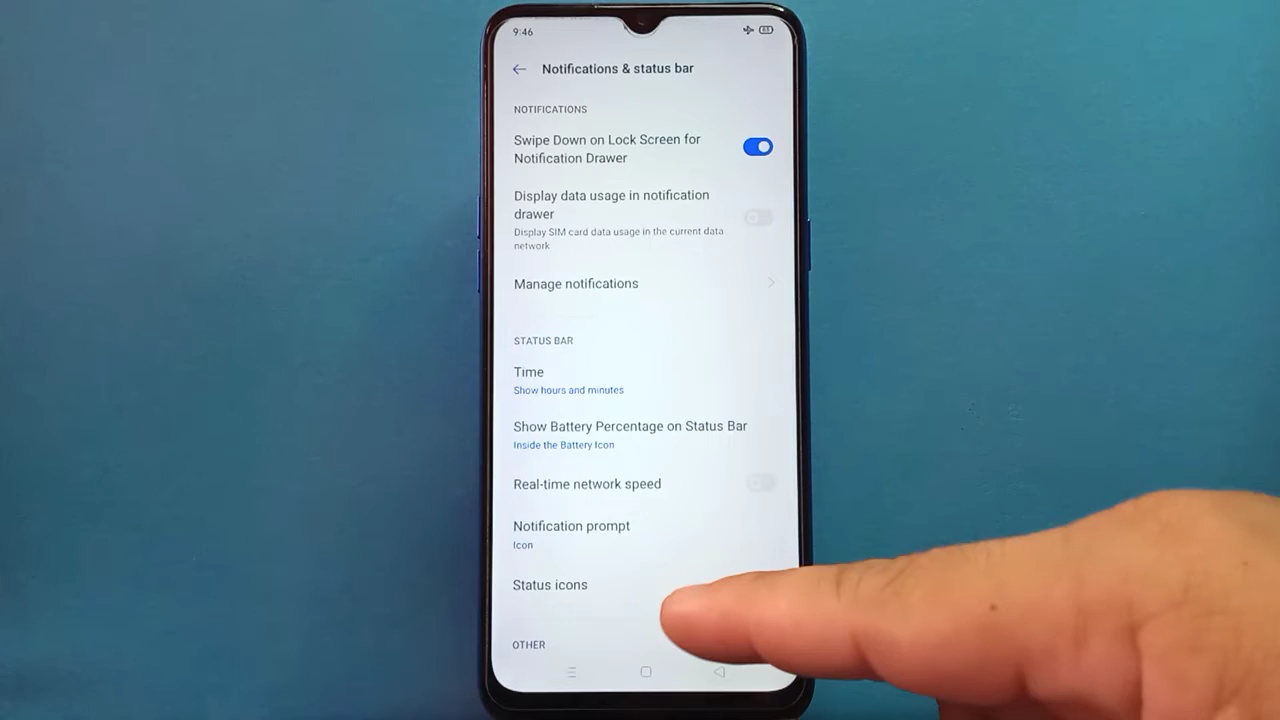 9:46
Notifications & status bar
NOTIFICATIONS
Swipe Down on Lock Screen for
Notification Drawer
Display data usage in notification
drawer
Display SIM card data usage in the current data
network
Manage notifications
STATUS BAR
Time
Show hours and minutes
Show Battery Percentage on Status Bar
Inside the Battery Icon
Real-time network speed
Notification prompt
Icon
Status icons
OTHER